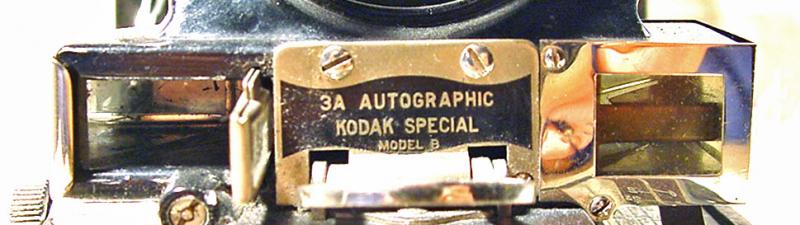 3A AUTOGRAPHIC
KODAK SPECIAL
MODEL B